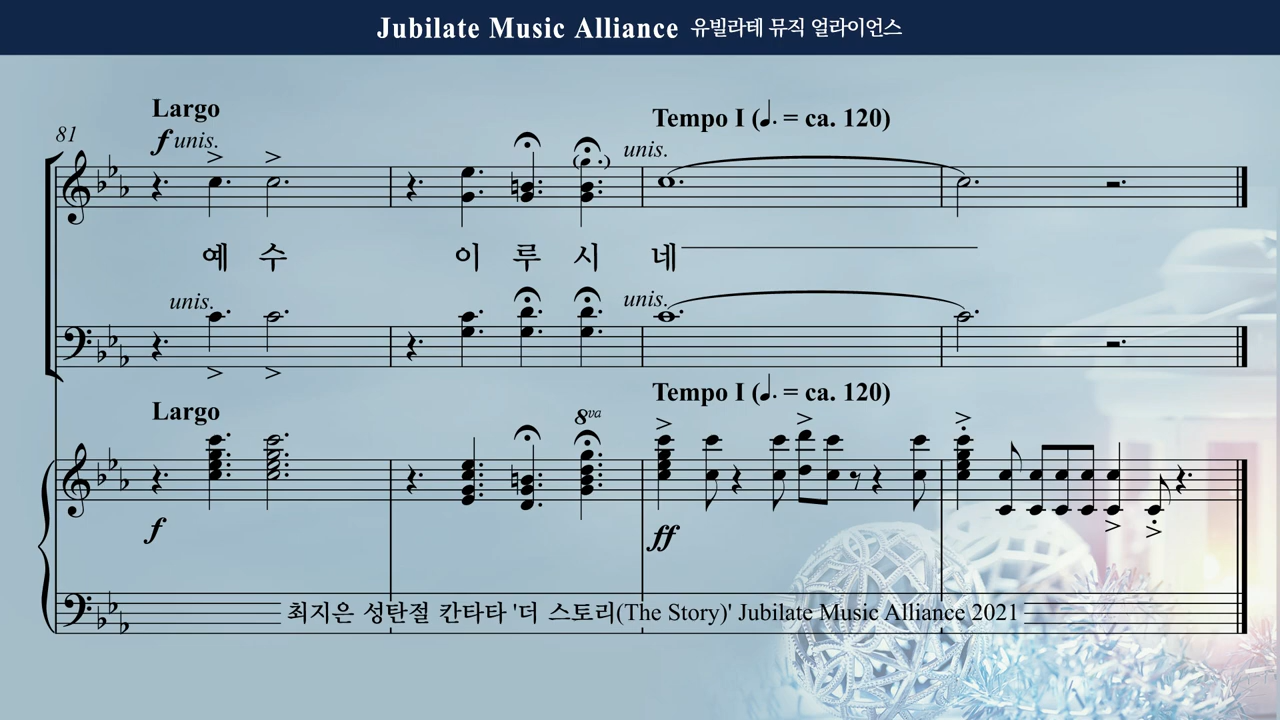 Jubilate Music Alliance 유빌라테 뮤직 얼라이언스
Largo
Tempo I (♩. = ca. 120)
81
f unis.
unis.
예 수 이 루 시 네
unis.
unis.
Largo
Tempo I (♩. = ca. 120)
8va
f
ff
최지은 성탄절 칸타타 '더 스토리(The Story)' Jubilate Music Alliance 2021